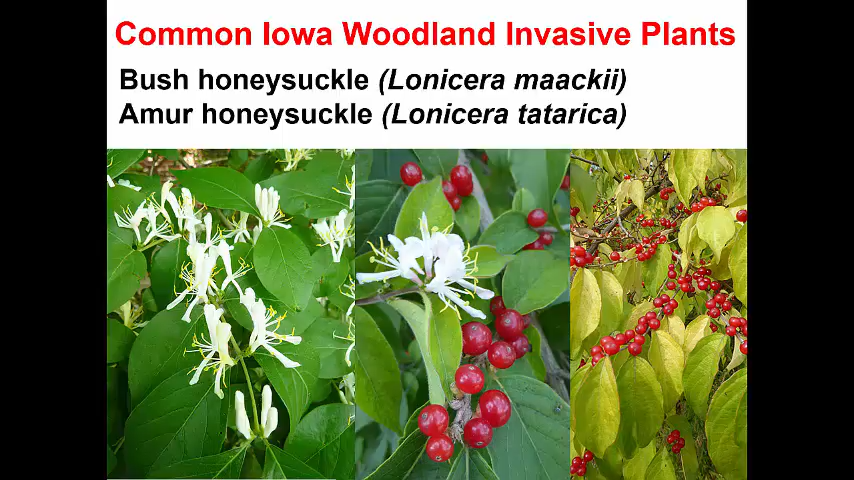 Common Iowa Woodland Invasive Plants
Bush honeysuckle (Lonicera maackii)
Amur honeysuckle (Lonicera tatarica)